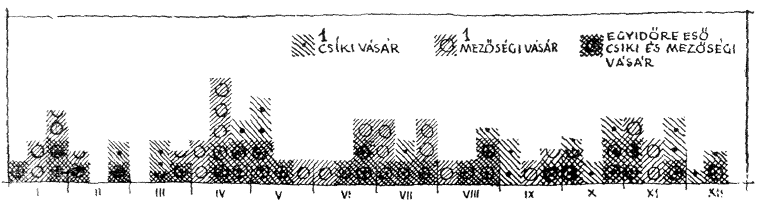 1 CSÍKI VÁSÁR
1 MEZŐSÉGI VÁSÁR
EGYIDŐRE ESŐ
CSIKI ÉS MEZŐSÉGI
VÁSÁR
I II III IV V VI VII VIII IX X XI XII